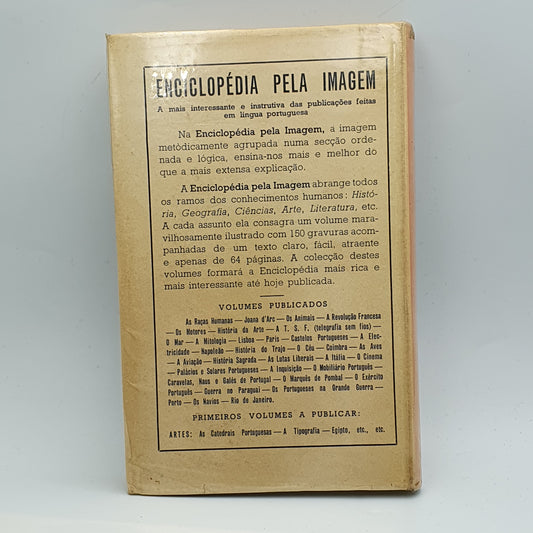 ENCICLOPÉDIA PELA IMAGEM
A mais interessante e instrutiva das publicações feitas
em língua portuguesa
Na Enciclopédia pela Imagem, a imagem
metòdicamente agrupada numa secção orde-
nada e lógica, ensina-nos mais e melhor do
que a mais extensa explicação.
A Enciclopédia pela Imagem abrange todos
os ramos dos conhecimentos humanos: Histó-
ria, Geografia, Ciências, Arte, Literatura, etc.
A cada assunto ela consagra um volume mara-
vilhosamente ilustrado com 150 gravuras acom-
panhadas de um texto claro, fácil, atraente
e apenas de 64 páginas. A colecção destes
volumes formará a Enciclopédia mais rica e
mais interessante até hoje publicada.
VOLUMES PUBLICADOS
As Raças Humanas — Joana d'Arc — Os Animais — A Revolução Francesa
— Os Motores — História da Arte — A T. S. F. (telegrafia sem fios) —
O Mar — A Mitologia — Lisboa — Paris — Castelos Portugueses — A Elec-
tricidade — Napoleão — História do Trajo — O Céu — Coimbra — As Aves
— A Aviação — História Sagrada — As Lutas Liberais — A Itália — O Cinema
— Palácios e Solares Portugueses — A Inquisição — O Mobiliário Português —
Caravelas, Naus e Galés de Portugal — O Marquês de Pombal — O Exército
Português — Guerra no Paraguai — Os Portugueses na Grande Guerra —
Porto — Os Navios — Rio de Janeiro.
PRIMEIROS VOLUMES A PUBLICAR:
ARTES: As Catedrais Portuguesas — A Tipografia — Egipto, etc., etc.